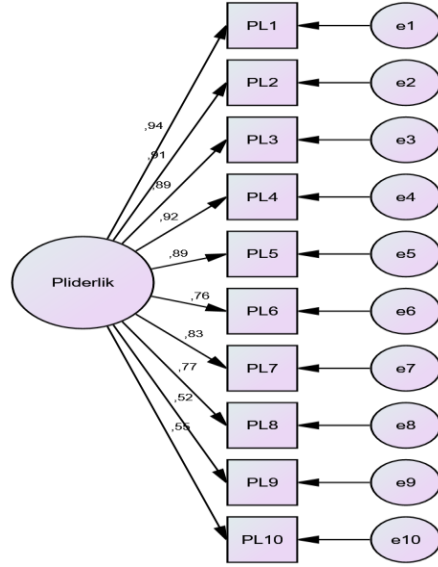 PL1 e1
,94
PL2 e2
,91
PL3 e3
,89
PL4 e4
,92
PL5 e5
,89
Pliderlik
PL6 e6
,76
PL7 e7
,83
PL8 e8
,77
PL9 e9
,52
PL10 e10
,55